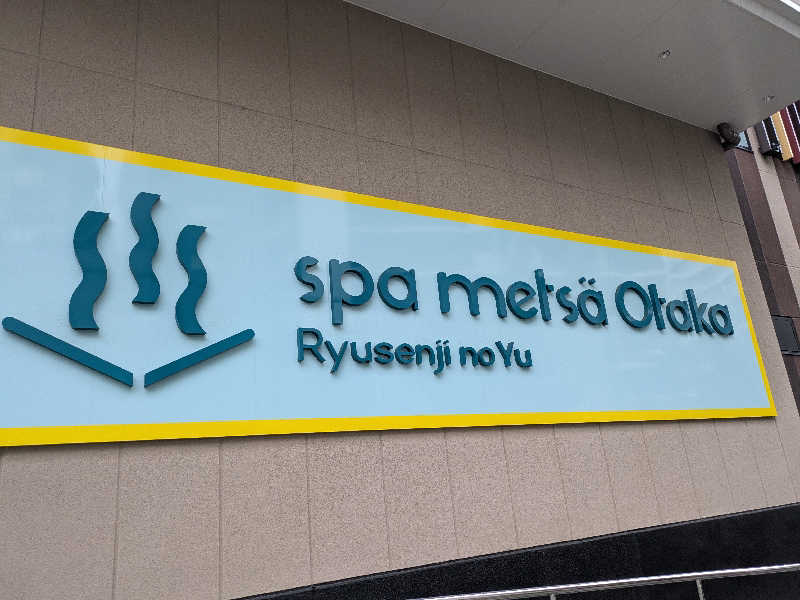 spa metsä Otaka
Ryusenji no Yu